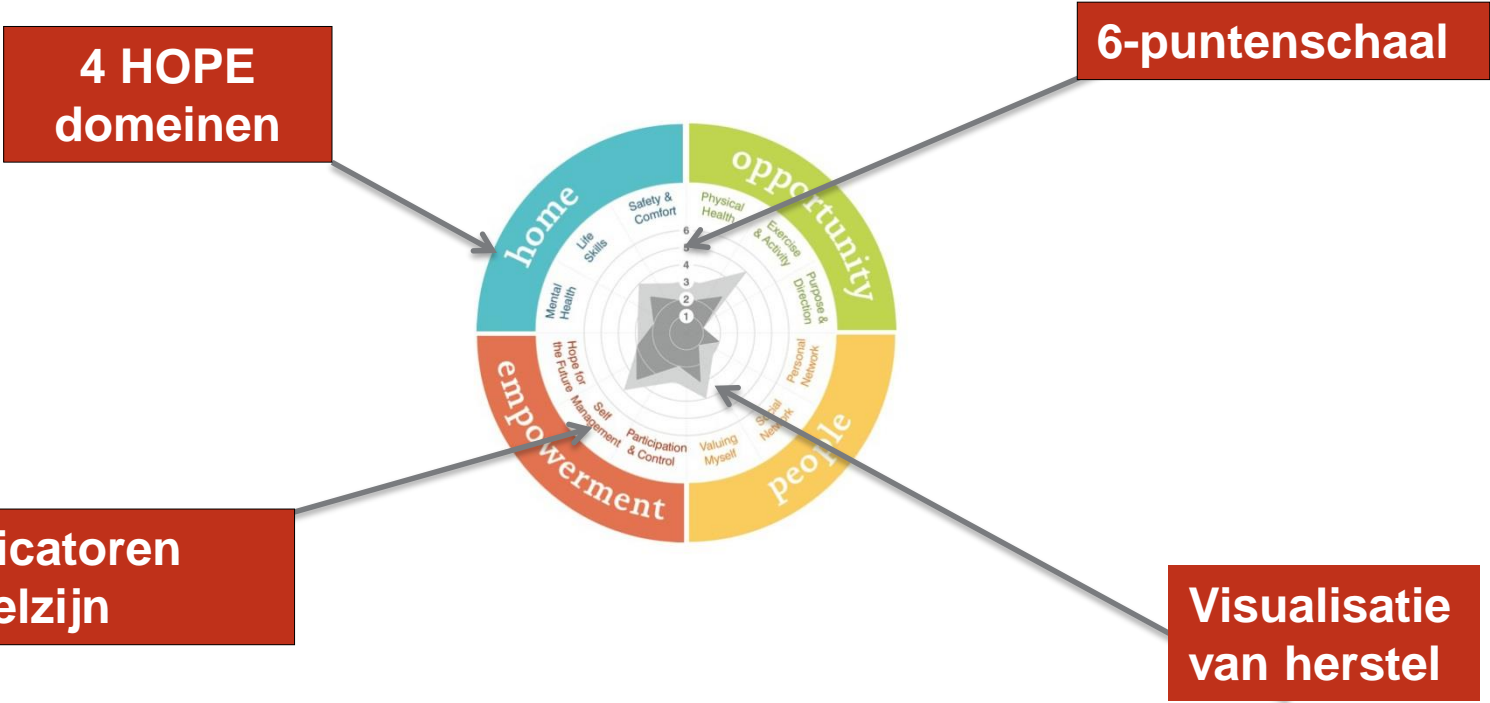 4 HOPE
domeinen
6-puntenschaal
home
opportunity
Safety &
Comfort
Life
Skills
Mental
Health
Physical
Health
Exercise
& Activity
Purpose &
Direction
6
5
4
3
2
1
Hope for
the Future
Self
Management
Participation
& Control
Valuing
Myself
Social
Network
Personal
Network
empowerment
people
icatoren
elzijn
Visualisatie
van herstel